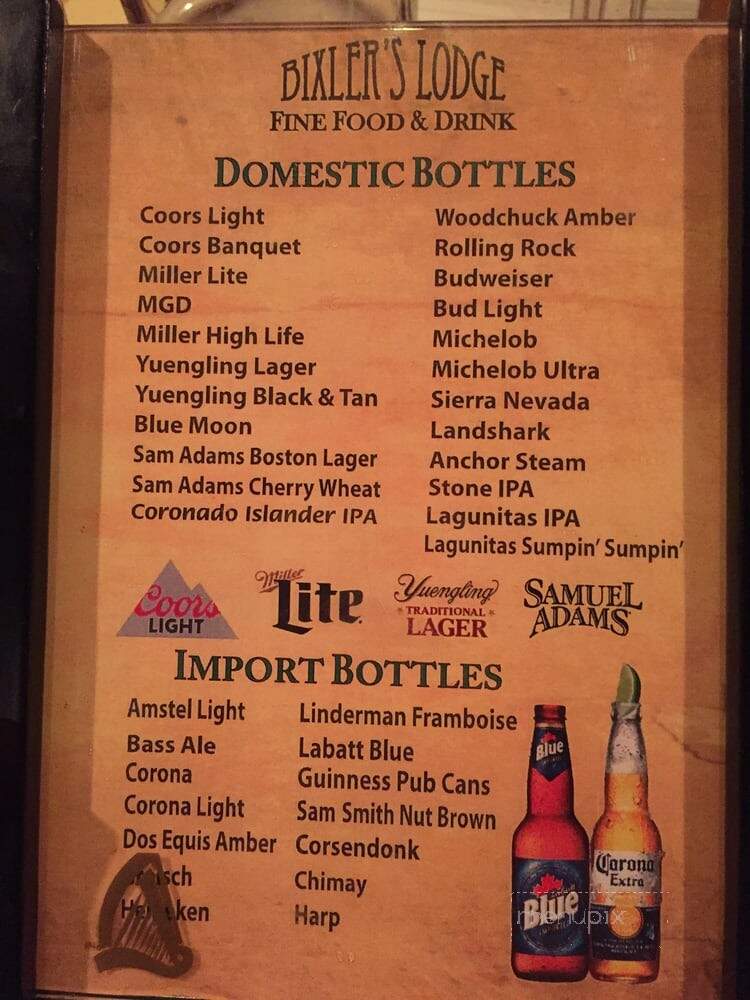 BIXLER'S LODGE
FINE FOOD & DRINK
DOMESTIC BOTTLES
Coors Light
Coors Banquet
Miller Lite
MGD
Miller High Life
Yuengling Lager
Yuengling Black & Tan
Blue Moon
Sam Adams Boston Lager
Sam Adams Cherry Wheat
Coronado Islander IPA
Woodchuck Amber
Rolling Rock
Budweiser
Bud Light
Michelob
Michelob Ultra
Sierra Nevada
Landshark
Anchor Steam
Stone IPA
Lagunitas IPA
Lagunitas Sumpin' Sumpin'
Coors
LIGHT
Miller
Lite
Yuengling
TRADITIONAL
LAGER
SAMUEL
ADAMS
IMPORT BOTTLES
Amstel Light
Bass Ale
Corona
Corona Light
Dos Equis Amber
Linderman Framboise
Labatt Blue
Guinness Pub Cans
Sam Smith Nut Brown
Corsendonk
Chimay
Harp
Blue
Blue
Corona
Extra
menupix